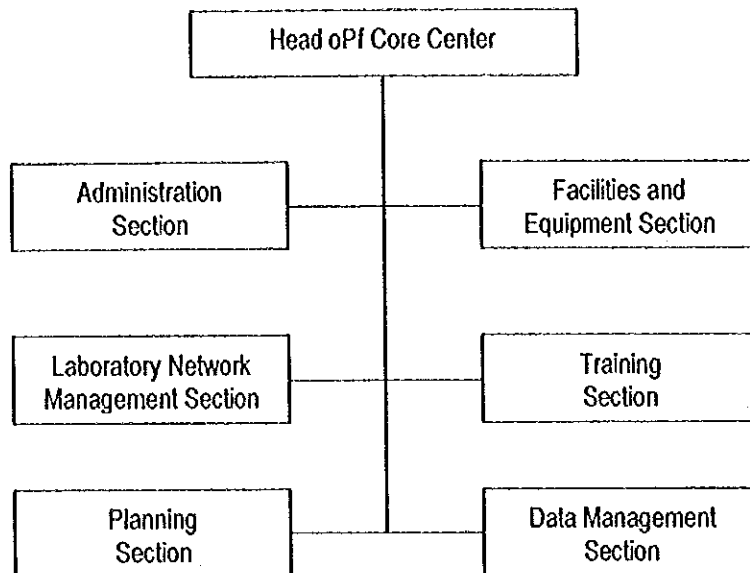 Head oPf Core Center
Administration
Section
Facilities and
Equipment Section
Laboratory Network
Management Section
Training
Section
Planning
Section
Data Management
Section